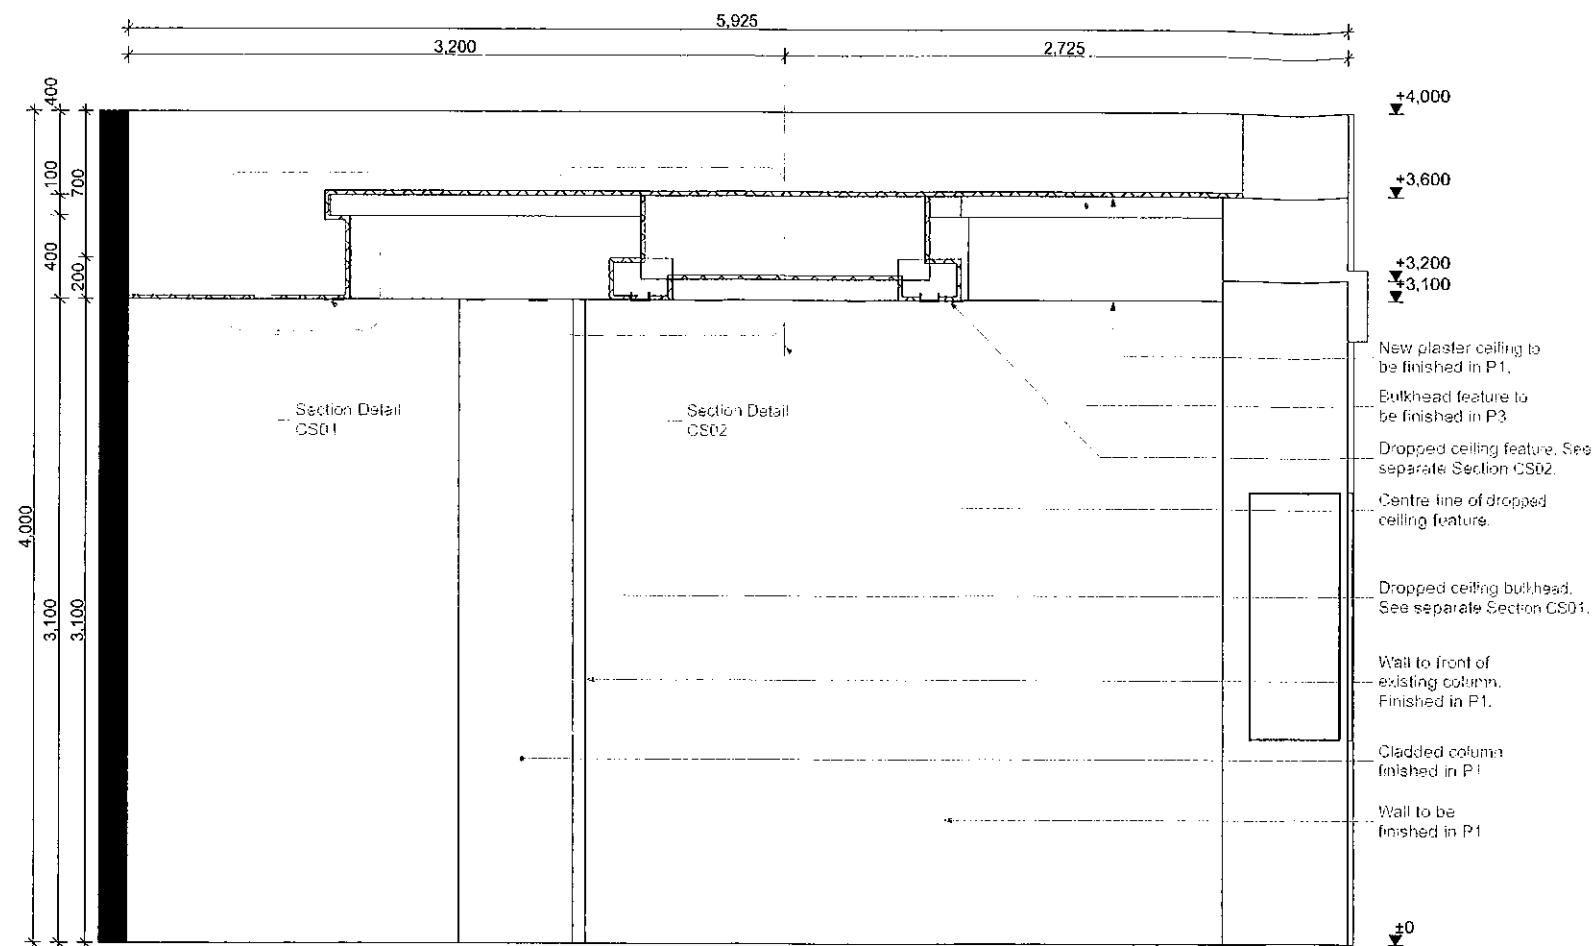 5,925
3,200
2,725
400
100
700
400
200
4,000
3,100
3,100
+4,000
+3,600
+3,200
+3,100
Section Detail
CS01
Section Detail
CS02
New plaster ceiling to
be finished in P1.
Bulkhead feature to
be finished in P3
Dropped ceiling feature. See
separate Section CS02.
Centre line of dropped
ceiling feature.
Dropped ceiling bulkhead.
See separate Section CS01.
Wall to front of
existing column.
Finished in P1.
Cladded column
finished in P1
Wall to be
finished in P1
±0